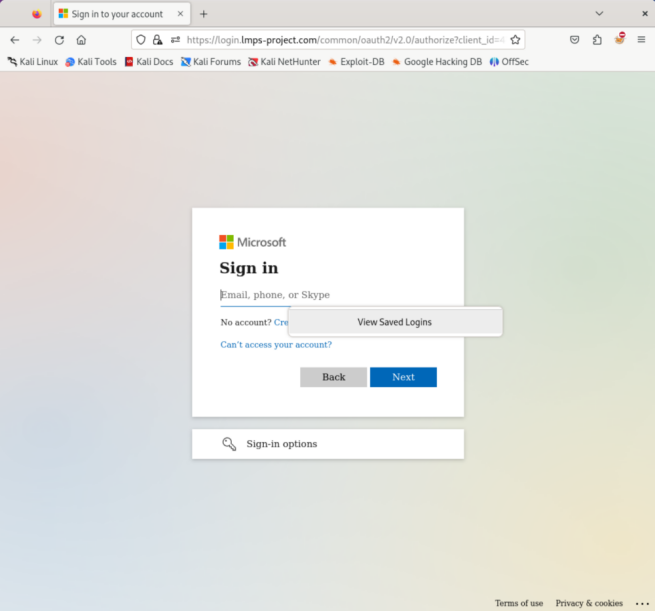 Sign in to your account
https://login.lmps-project.com/common/oauth2/v2.0/authorize?client_id=
Kali Linux Kali Tools Kali Docs Kali Forums Kali NetHunter Exploit-DB Google Hacking DB OffSec
Microsoft
Sign in
Email, phone, or Skype
No account? Cre
View Saved Logins
Can't access your account?
Back Next
Sign-in options
Terms of use Privacy & cookies